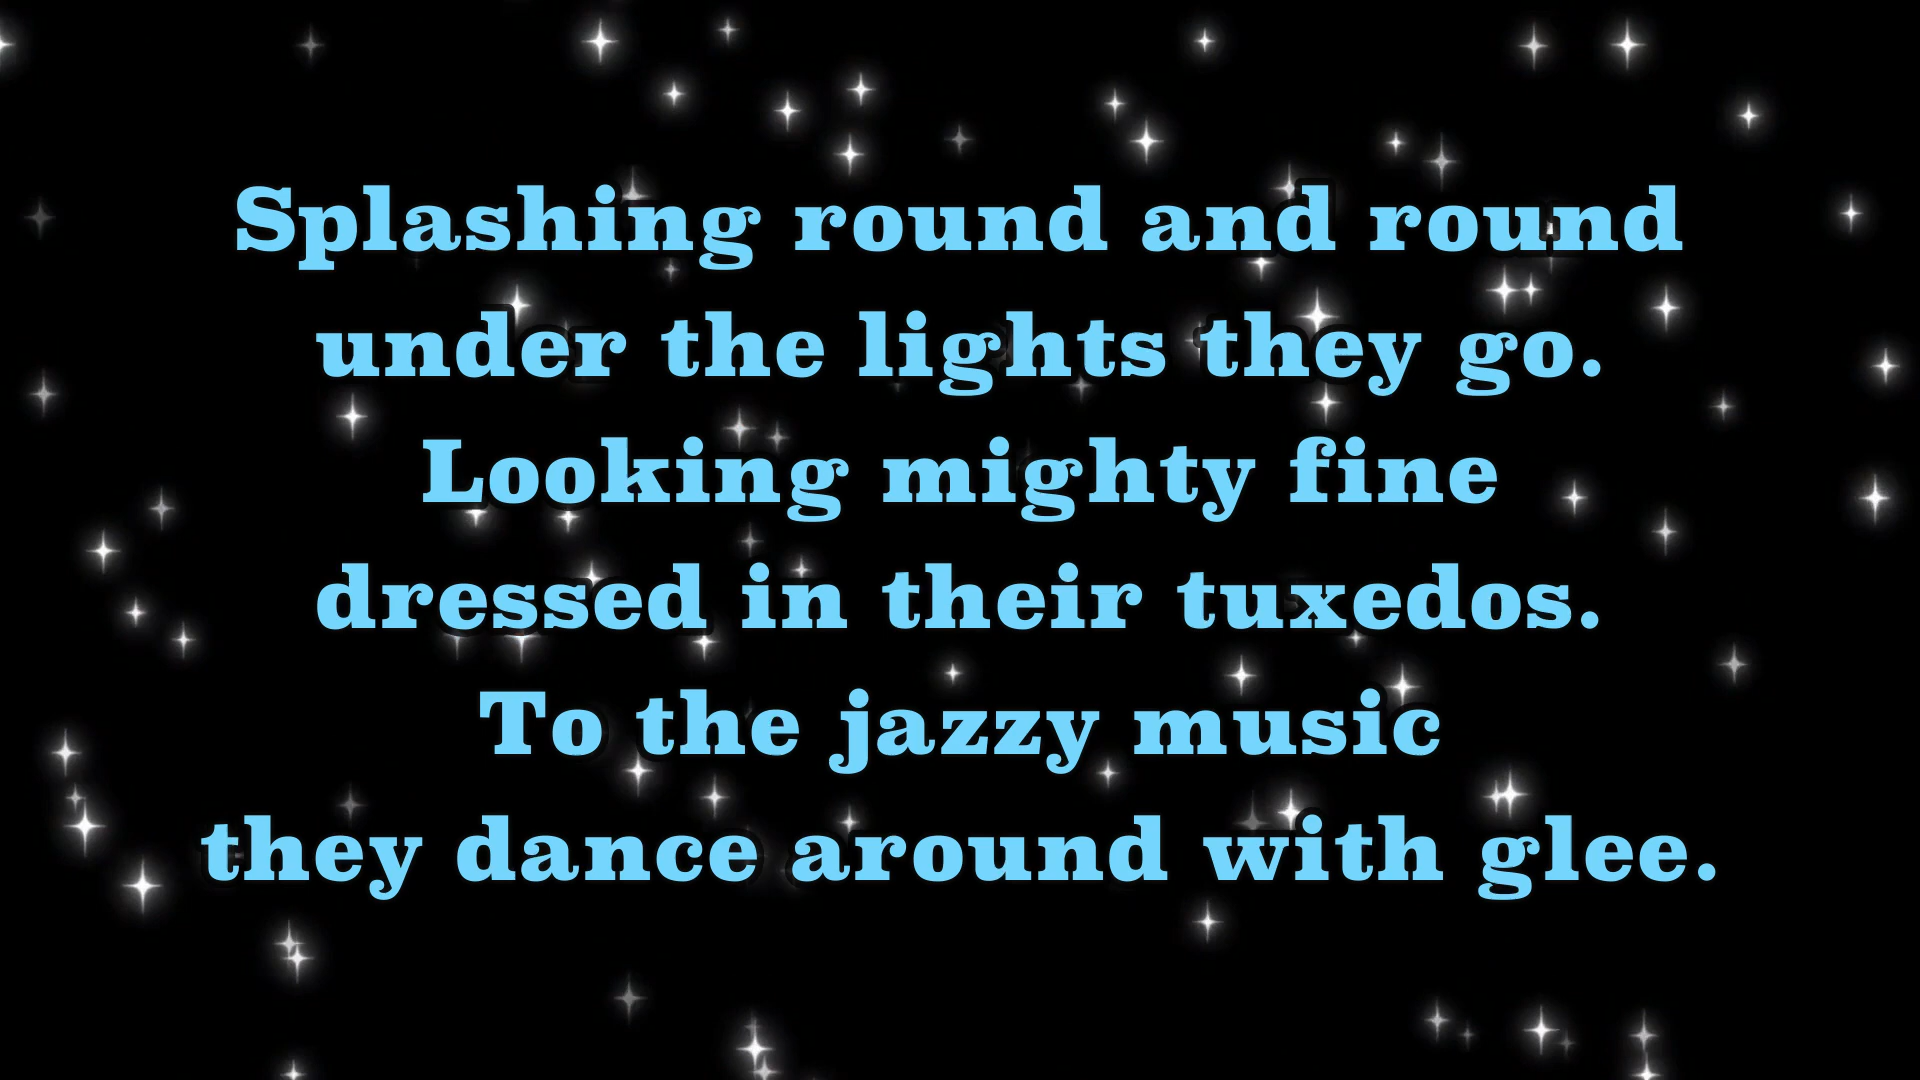 Splashing round and round
under the lights they go.
Looking mighty fine
dressed in their tuxedos.
To the jazzy music
they dance around with glee.